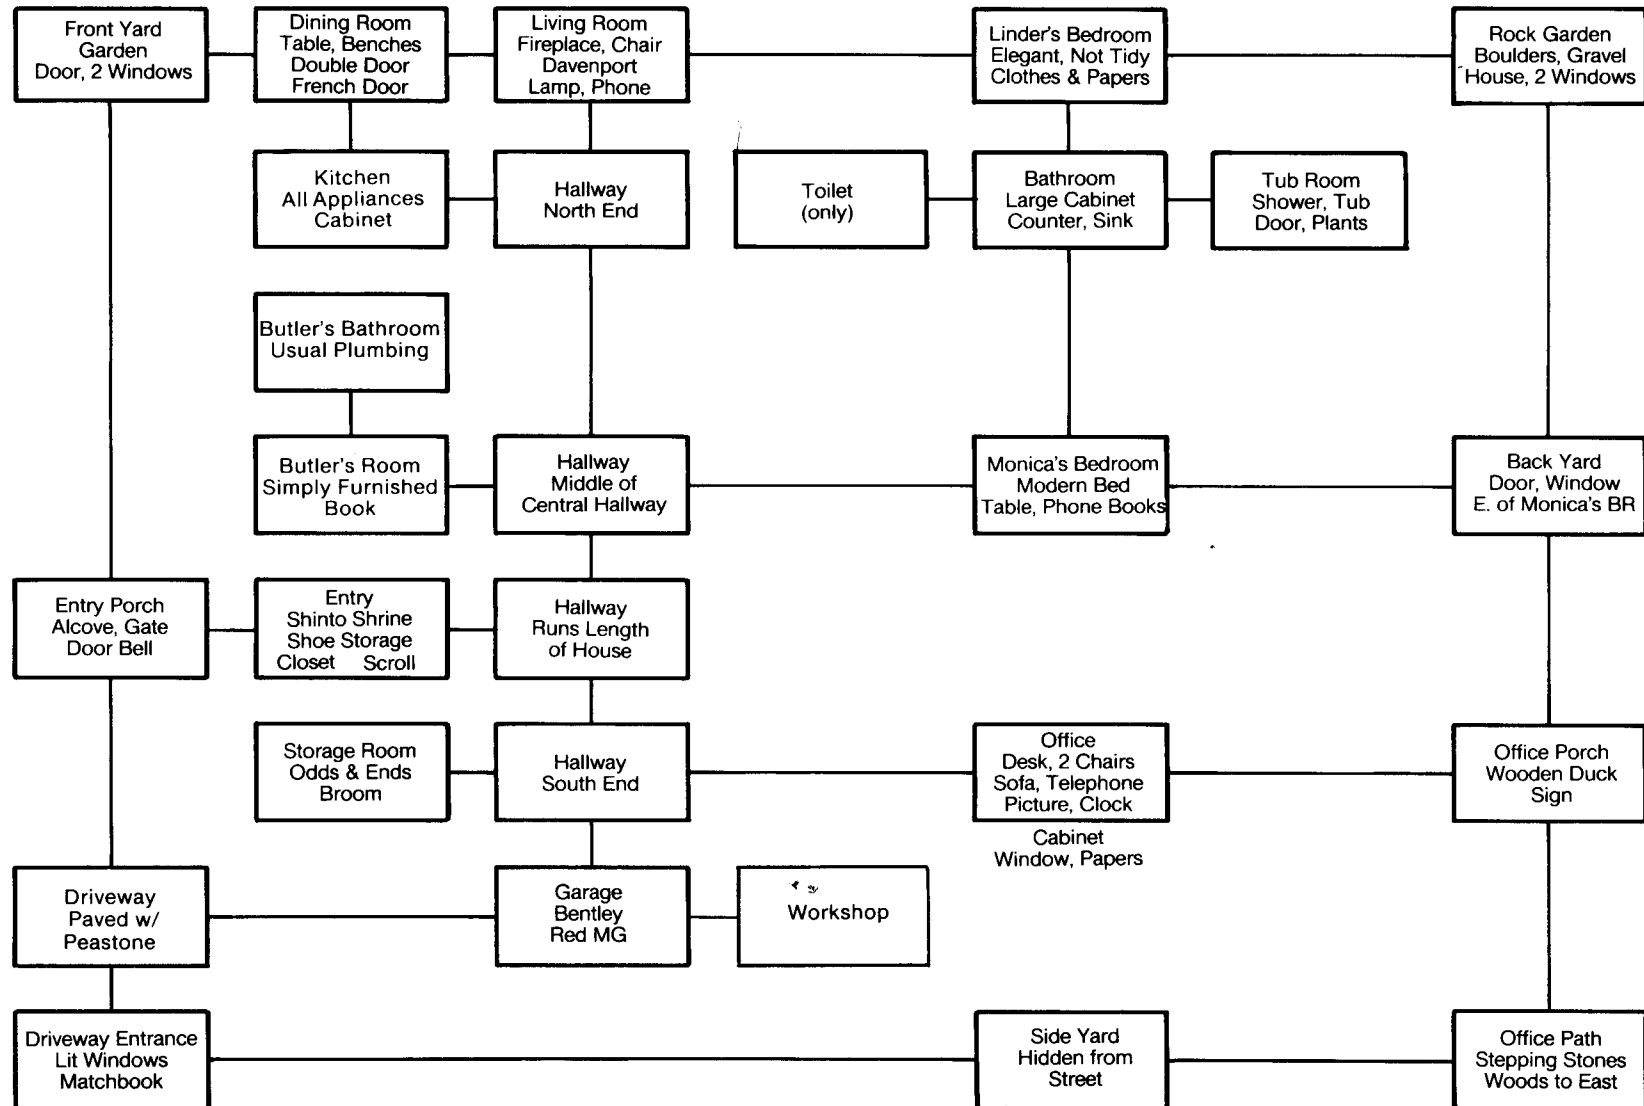 Front Yard
Garden
Door, 2 Windows
Dining Room
Table, Benches
Double Door
French Door
Living Room
Fireplace, Chair
Davenport
Lamp, Phone
Linder's Bedroom
Elegant, Not Tidy
Clothes & Papers
Rock Garden
Boulders, Gravel
House, 2 Windows
Kitchen
All Appliances
Cabinet
Hallway
North End
Toilet
(only)
Bathroom
Large Cabinet
Counter, Sink
Tub Room
Shower, Tub
Door, Plants
Butler's Bathroom
Usual Plumbing
Butler's Room
Simply Furnished
Book
Hallway
Middle of
Central Hallway
Monica's Bedroom
Modern Bed
Table, Phone Books
Back Yard
Door, Window
E. of Monica's BR
Entry Porch
Alcove, Gate
Door Bell
Entry
Shinto Shrine
Shoe Storage
Closet Scroll
Hallway
Runs Length
of House
Storage Room
Odds & Ends
Broom
Hallway
South End
Office
Desk, 2 Chairs
Sofa, Telephone
Picture, Clock
Cabinet
Window, Papers
Office Porch
Wooden Duck
Sign
Driveway
Paved w/
Peastone
Garage
Bentley
Red MG
Workshop
Driveway Entrance
Lit Windows
Matchbook
Side Yard
Hidden from
Street
Office Path
Stepping Stones
Woods to East